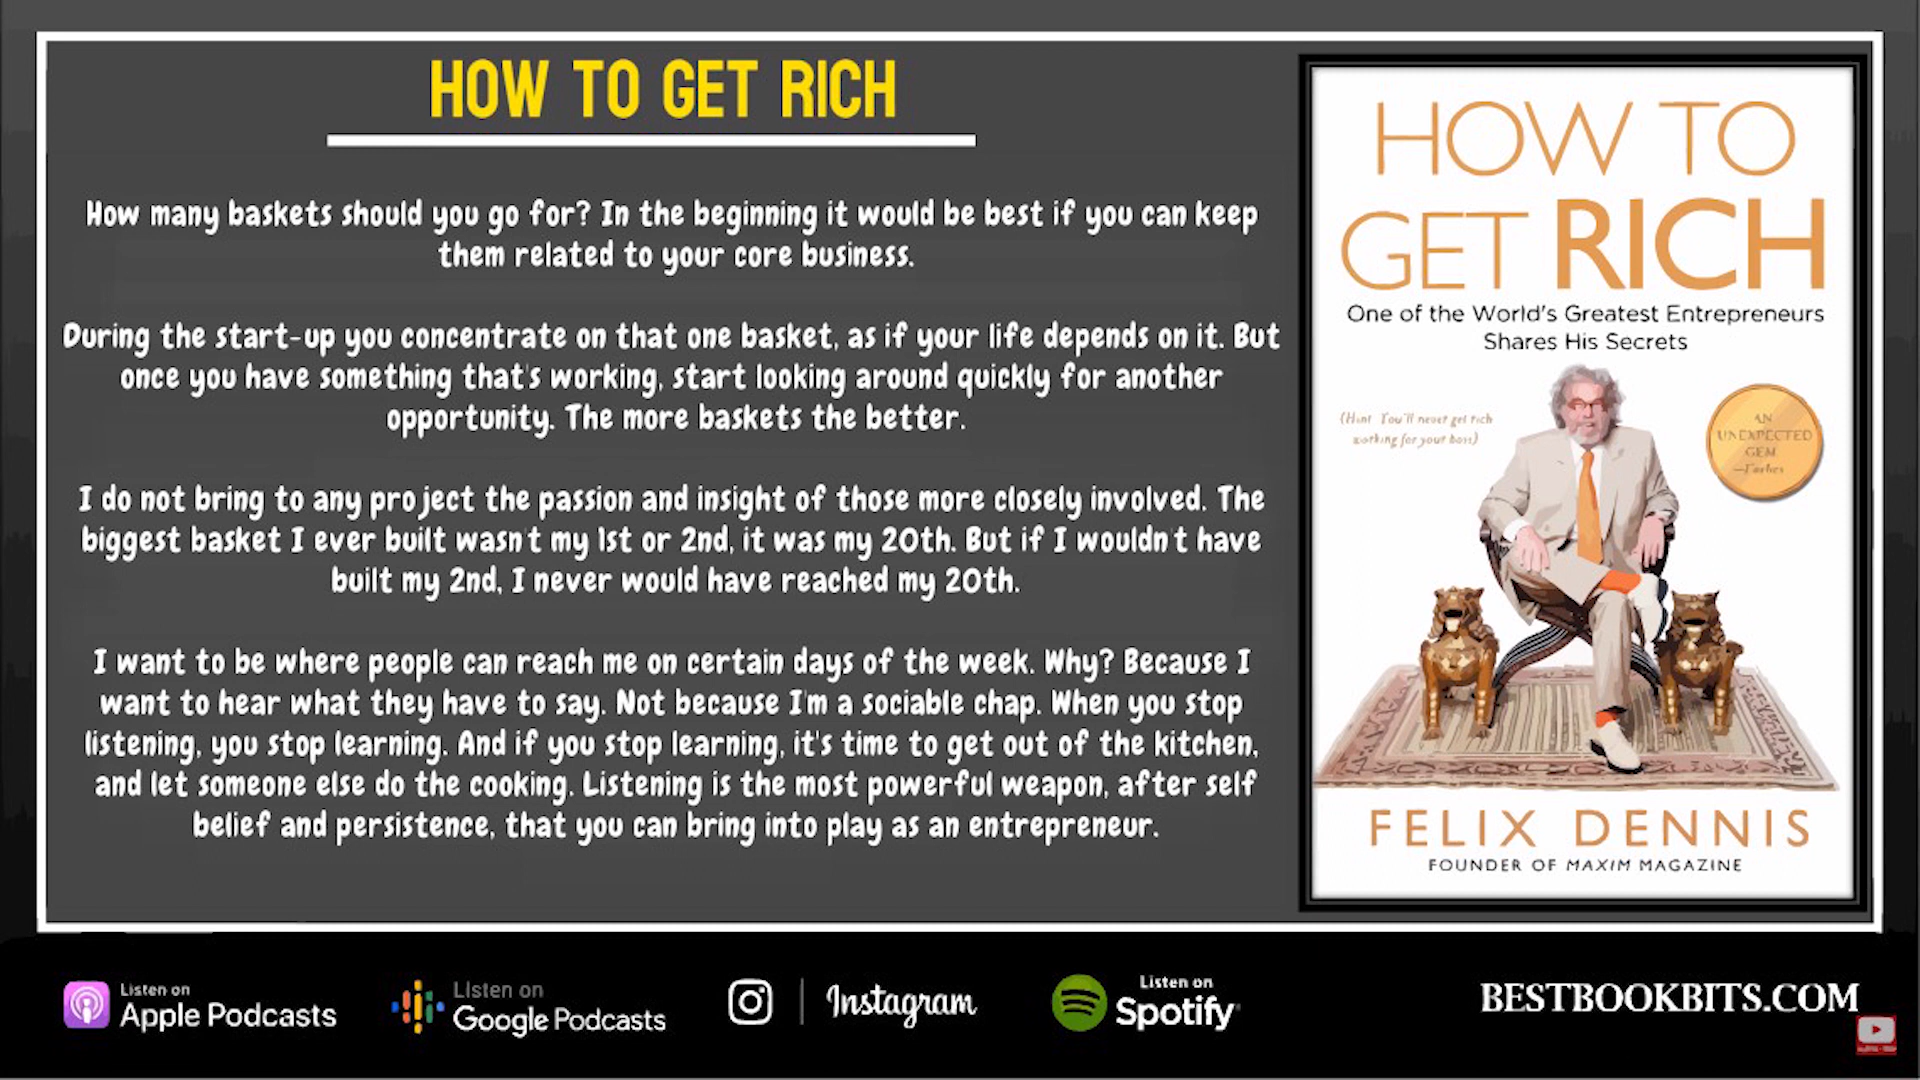 HOW TO GET RICH
How many baskets should you go for? In the beginning it would be best if you can keep
them related to your core business.
During the start-up you concentrate on that one basket, as if your life depends on it. But
once you have something that's working, start looking around quickly for another
opportunity. The more baskets the better.
I do not bring to any project the passion and insight of those more closely involved. The
biggest basket I ever built wasn't my 1st or 2nd, it was my 20th. But if I wouldn't have
built my 2nd, I never would have reached my 20th.
I want to be where people can reach me on certain days of the week. Why? Because I
want to hear what they have to say. Not because I'm a sociable chap. When you stop
listening, you stop learning. And if you stop learning, it's time to get out of the kitchen,
and let someone else do the cooking. Listening is the most powerful weapon, after self
belief and persistence, that you can bring into play as an entrepreneur.
HOW TO
GET RICH
One of the World's Greatest Entrepreneurs
Shares His Secrets
(Hint You'll never get rich
working for your boss)
AN
UNEXPECTED
GEM
—Forbes
FELIX DENNIS
FOUNDER OF MAXIM MAGAZINE
Listen on
Apple Podcasts
Listen on
Google Podcasts
Instagram
Listen on
Spotify
BESTBOOKBITS.COM